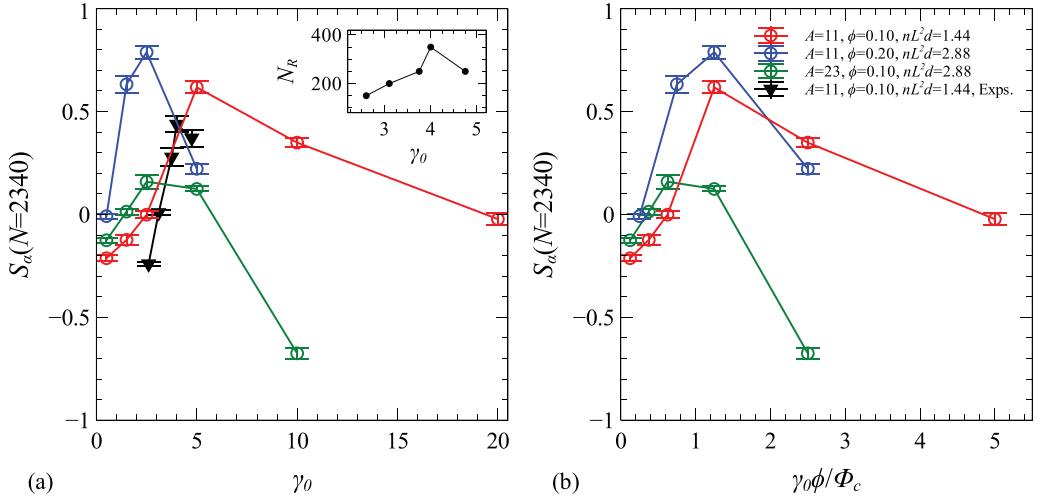 1
0.5
0
−0.5
−1
S_α(N=2340)
0 5 10 15 20
γ_0
(a)
400
200
N_R
3 4 5
γ_0
1
0.5
0
−0.5
−1
S_α(N=2340)
A=11, ϕ=0.10, nL²d=1.44
A=11, ϕ=0.20, nL²d=2.88
A=23, ϕ=0.10, nL²d=2.88
A=11, ϕ=0.10, nL²d=1.44, Exps.
0 1 2 3 4 5
γ_0ϕ/Φ_c
(b)